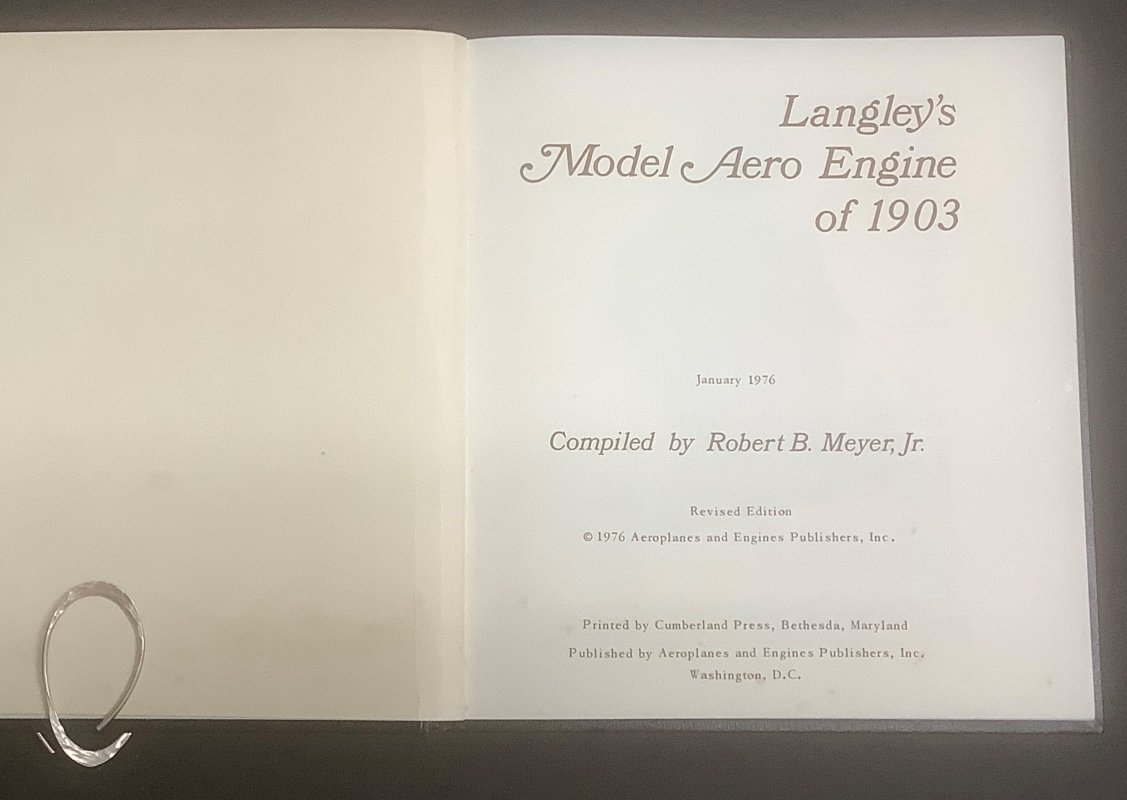 Langley's
Model Aero Engine
of 1903
January 1976
Compiled by Robert B. Meyer, Jr.
Revised Edition
© 1976 Aeroplanes and Engines Publishers, Inc.
Printed by Cumberland Press, Bethesda, Maryland
Published by Aeroplanes and Engines Publishers, Inc.
Washington, D.C.